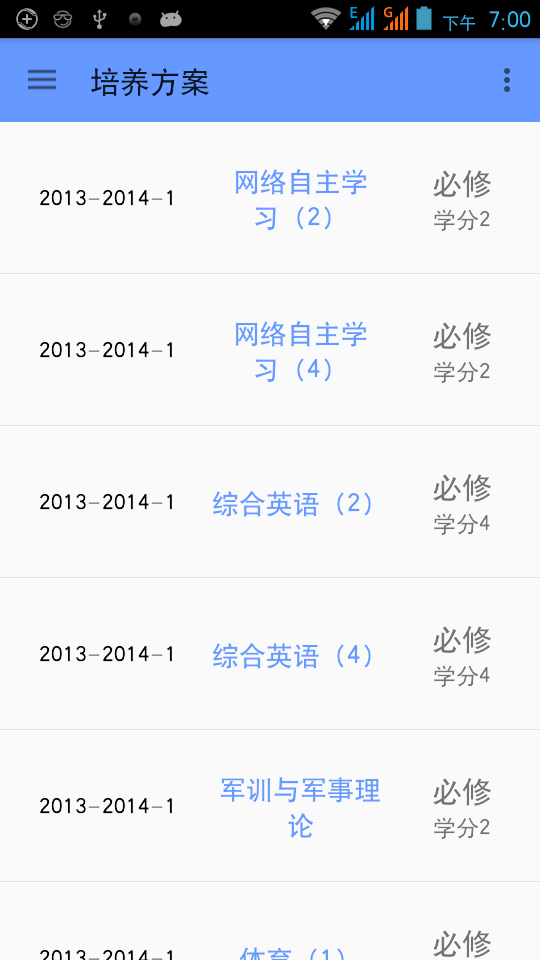 E G 下午 7:00
培养方案
2013-2014-1
网络自主学
习（2）
必修
学分2
2013-2014-1
网络自主学
习（4）
必修
学分2
2013-2014-1
综合英语（2）
必修
学分4
2013-2014-1
综合英语（4）
必修
学分4
2013-2014-1
军训与军事理
论
必修
学分2
2013-2014-1
体育（1）
必修